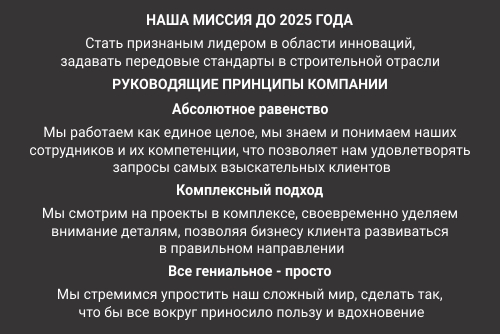 НАША МИССИЯ ДО 2025 ГОДА
Стать признаным лидером в области инноваций,
задавать передовые стандарты в строительной отрасли
РУКОВОДЯЩИЕ ПРИНЦИПЫ КОМПАНИИ
Абсолютное равенство
Мы работаем как единое целое, мы знаем и понимаем наших
сотрудников и их компетенции, что позволяет нам удовлетворять
запросы самых взыскательных клиентов
Комплексный подход
Мы смотрим на проекты в комплексе, своевременно уделяем
внимание деталям, позволяя бизнесу клиента развиваться
в правильном направлении
Все гениальное - просто
Мы стремимся упростить наш сложный мир, сделать так,
что бы все вокруг приносило пользу и вдохновение